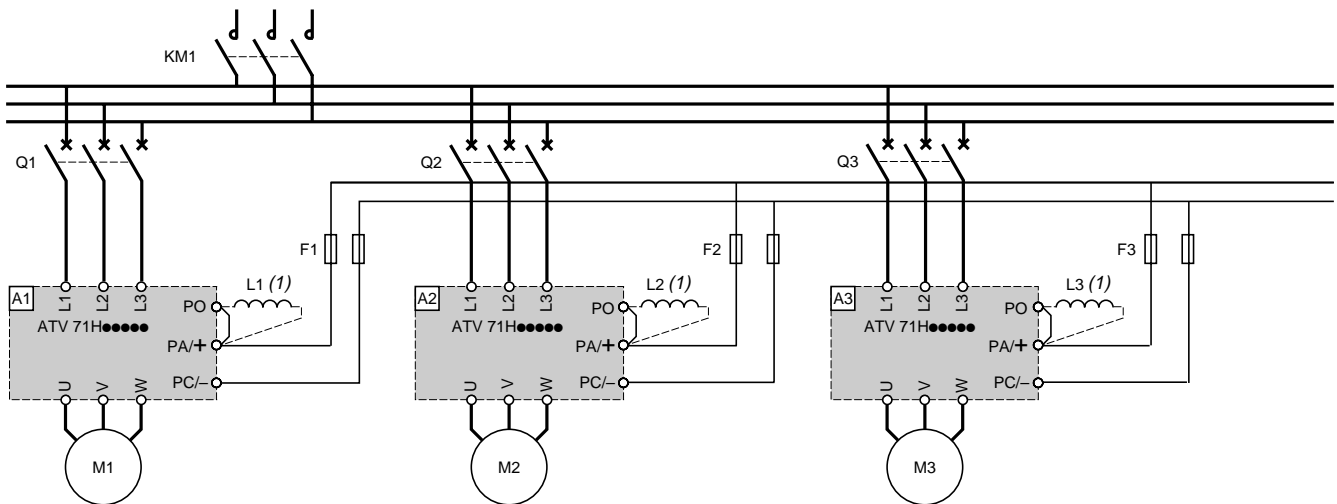 KM1
Q1
Q2
Q3
F1
F2
F3
A1
L1
L2
L3
PO
L1 (1)
ATV 71H●●●●●
PA/+
PC/–
U
V
W
M1
A2
L1
L2
L3
PO
L2 (1)
ATV 71H●●●●●
PA/+
PC/–
U
V
W
M2
A3
L1
L2
L3
PO
L3 (1)
ATV 71H●●●●●
PA/+
PC/–
U
V
W
M3